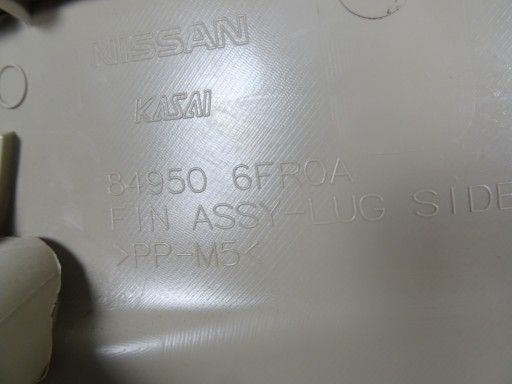 NISSAN
KASAI
84950 6FR0A
FIN ASSY-LUG SIDE
>PP-M5<